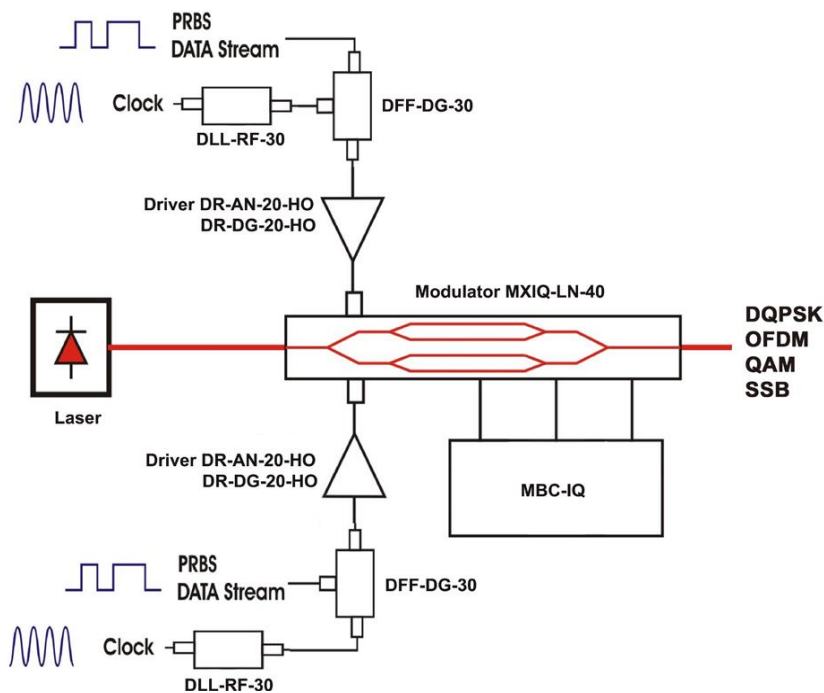 PRBS
DATA Stream
Clock
DLL-RF-30
DFF-DG-30
Driver DR-AN-20-HO
DR-DG-20-HO
Modulator MXIQ-LN-40
DQPSK
OFDM
QAM
SSB
Laser
Driver DR-AN-20-HO
DR-DG-20-HO
MBC-IQ
PRBS
DATA Stream
DFF-DG-30
Clock
DLL-RF-30